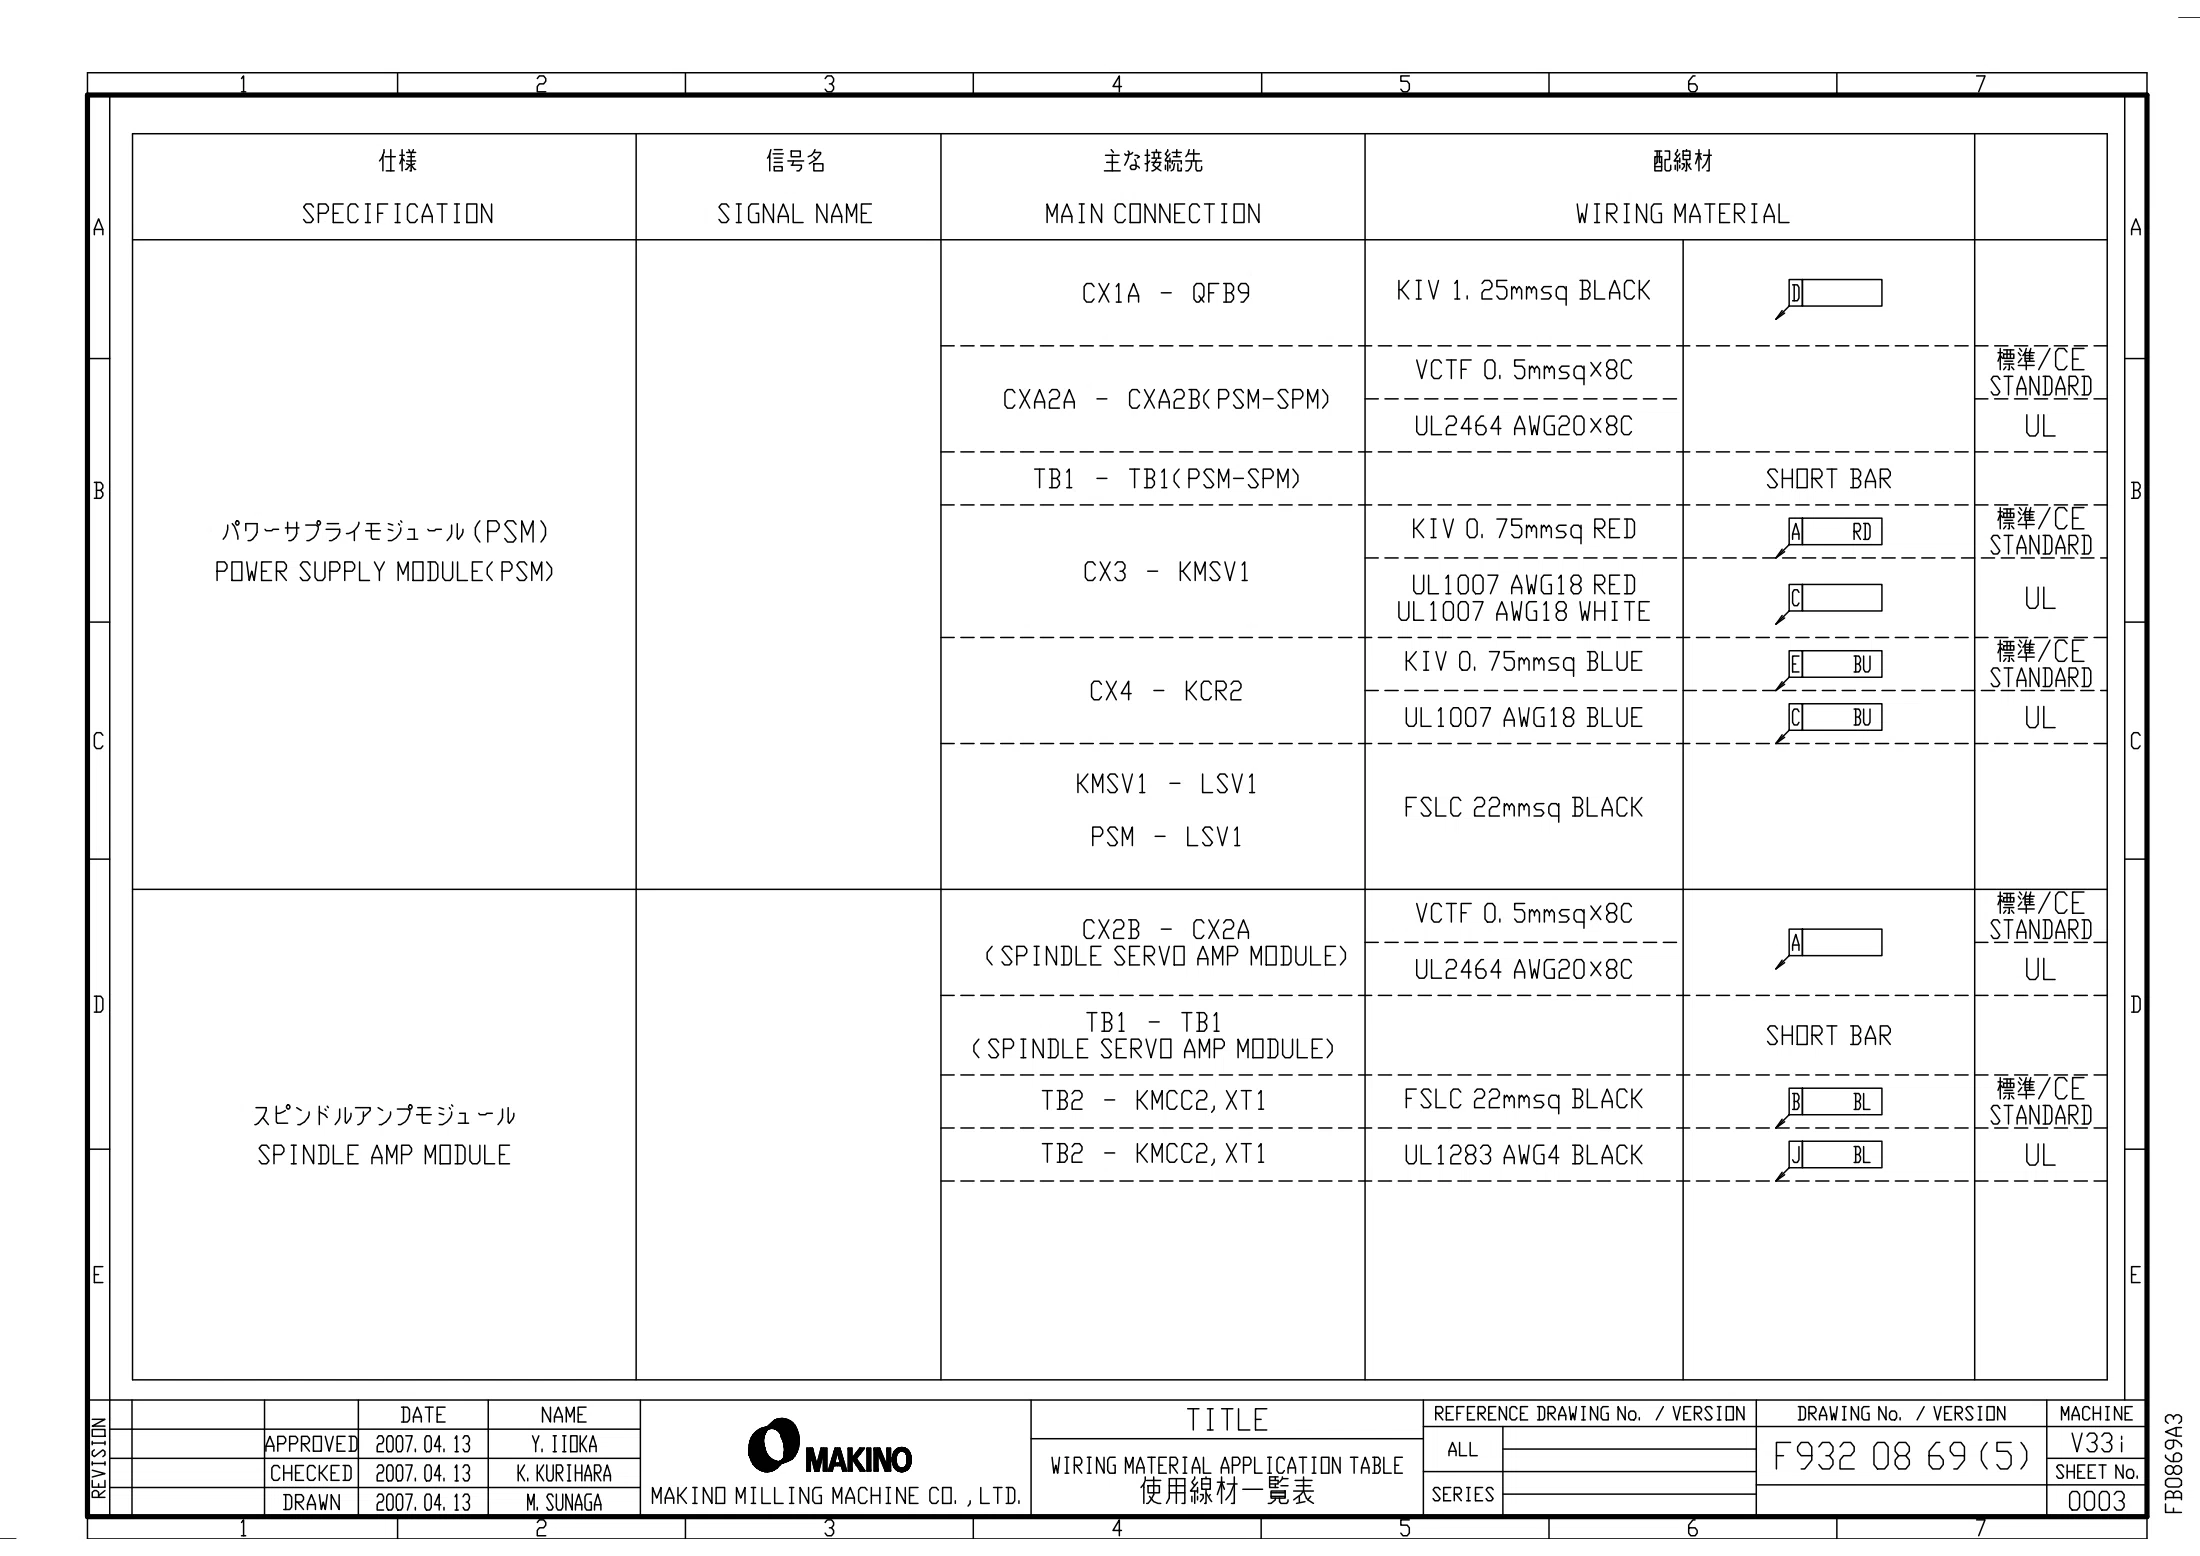 1 2 3 4 5 6 7
仕様 信号名 主な接続先 配線材
SPECIFICATION SIGNAL NAME MAIN CONNECTION WIRING MATERIAL
A A
CX1A - QFB9 KIV 1.25mmsq BLACK D
CXA2A - CXA2B(PSM-SPM)
VCTF 0.5mmsq×8C 標準/CE
STANDARD
UL2464 AWG20×8C UL
B B
TB1 - TB1(PSM-SPM) SHORT BAR
パワーサプライモジュール(PSM)
POWER SUPPLY MODULE(PSM)
CX3 - KMSV1
KIV 0.75mmsq RED A RD 標準/CE
STANDARD
UL1007 AWG18 RED
UL1007 AWG18 WHITE C UL
CX4 - KCR2
KIV 0.75mmsq BLUE E BU 標準/CE
STANDARD
UL1007 AWG18 BLUE C BU UL
C C
KMSV1 - LSV1
PSM - LSV1
FSLC 22mmsq BLACK
CX2B - CX2A
(SPINDLE SERVO AMP MODULE)
VCTF 0.5mmsq×8C A 標準/CE
STANDARD
UL2464 AWG20×8C UL
D D
TB1 - TB1
(SPINDLE SERVO AMP MODULE)
SHORT BAR
スピンドルアンプモジュール
SPINDLE AMP MODULE
TB2 - KMCC2,XT1 FSLC 22mmsq BLACK B BL 標準/CE
STANDARD
TB2 - KMCC2,XT1 UL1283 AWG4 BLACK J BL UL
E E
REVISION
DATE NAME
APPROVED 2007.04.13 Y.IIOKA
CHECKED 2007.04.13 K.KURIHARA
DRAWN 2007.04.13 M.SUNAGA
MAKINO
MAKINO MILLING MACHINE CO.,LTD.
TITLE
WIRING MATERIAL APPLICATION TABLE
使用線材一覧表
REFERENCE DRAWING No. / VERSION
ALL
SERIES
DRAWING No. / VERSION
F932 08 69(5)
MACHINE
V33i
SHEET No.
0003
FB0869A3
1 2 3 4 5 6 7